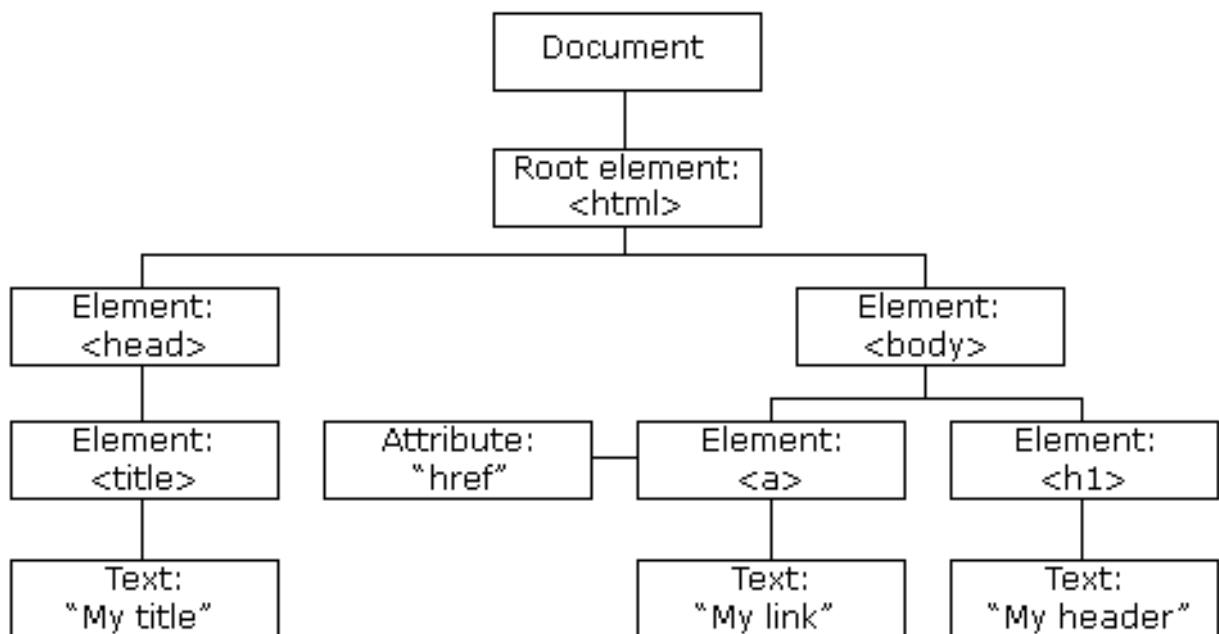 Document
Root element:
<html>
Element:
<head>
Element:
<body>
Element:
<title>
Attribute:
“href”
Element:
<a>
Element:
<h1>
Text:
“My title”
Text:
“My link”
Text:
“My header”